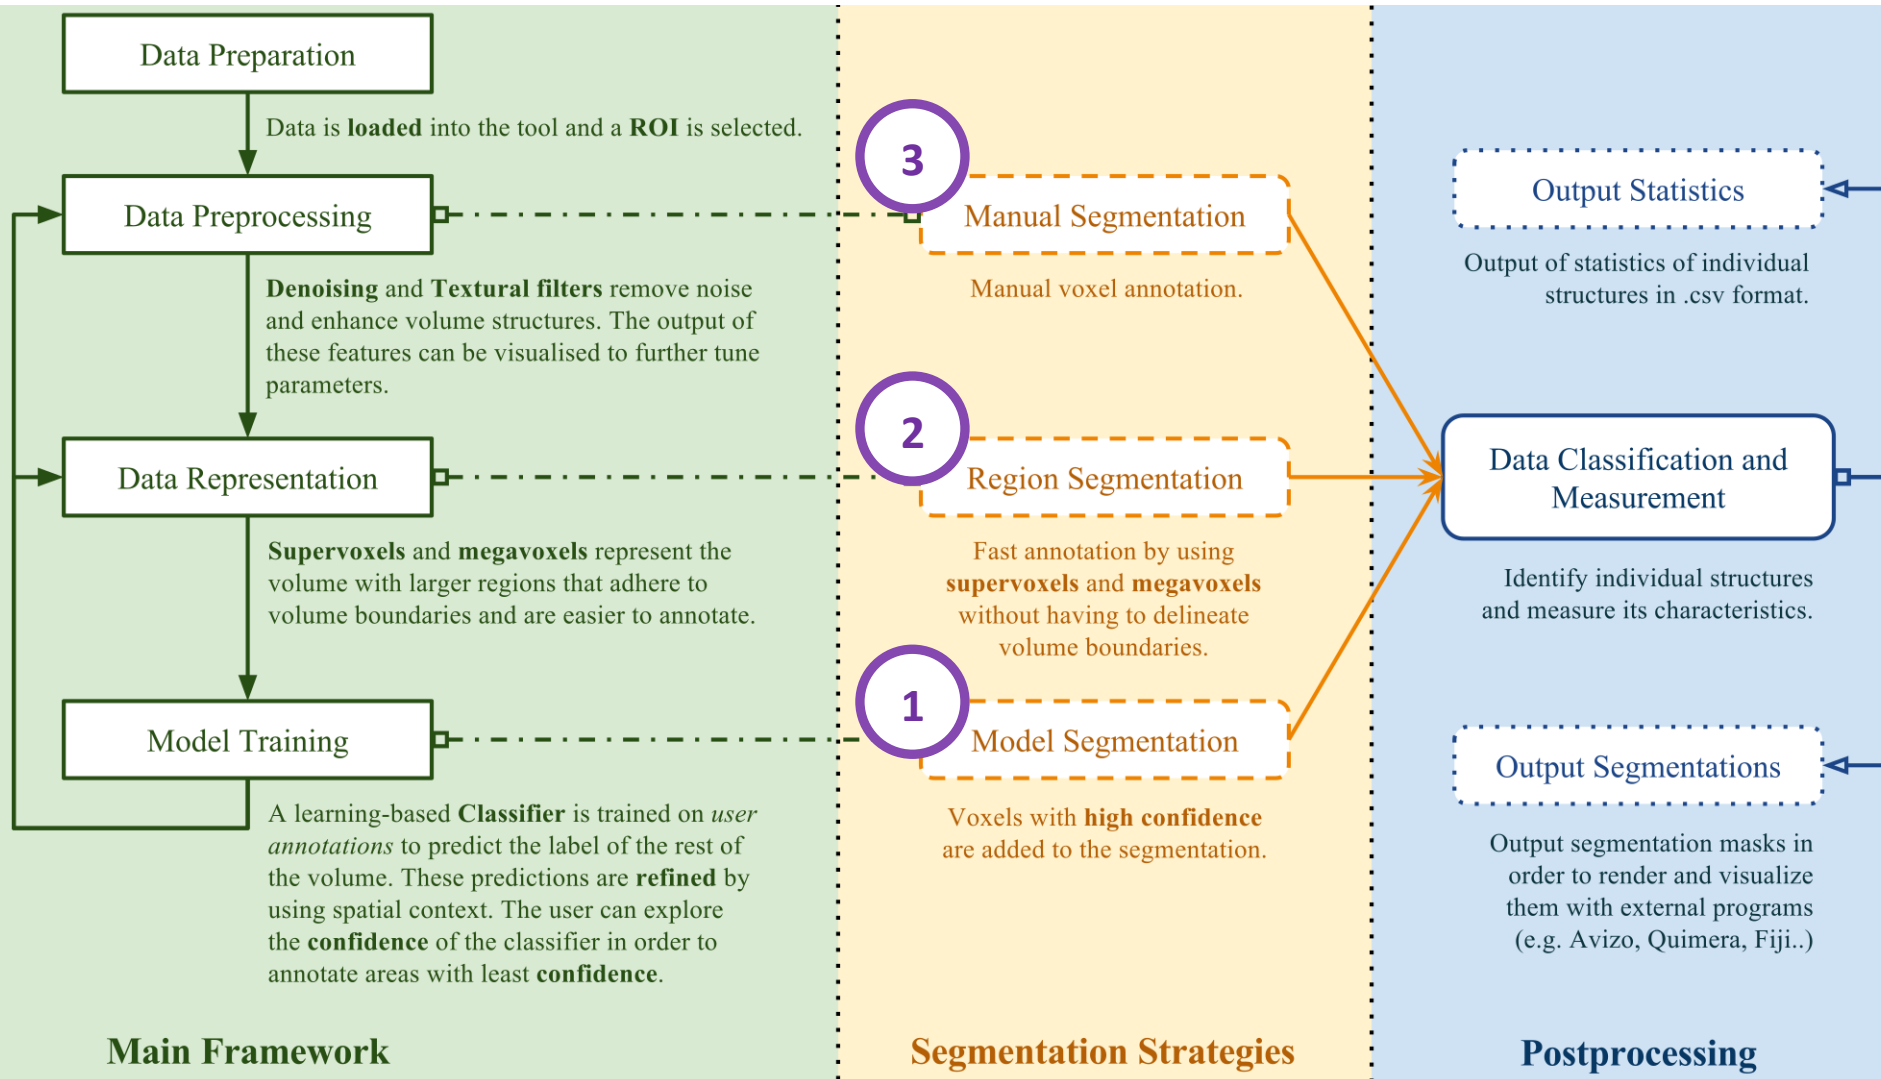 Data Preparation
Data is loaded into the tool and a ROI is selected.
Data Preprocessing
Denoising and Textural filters remove noise
and enhance volume structures. The output of
these features can be visualised to further tune
parameters.
Data Representation
Supervoxels and megavoxels represent the
volume with larger regions that adhere to
volume boundaries and are easier to annotate.
Model Training
A learning-based Classifier is trained on user
annotations to predict the label of the rest of
the volume. These predictions are refined by
using spatial context. The user can explore
the confidence of the classifier in order to
annotate areas with least confidence.
Main Framework
3
Manual Segmentation
Manual voxel annotation.
2
Region Segmentation
Fast annotation by using
supervoxels and megavoxels
without having to delineate
volume boundaries.
1
Model Segmentation
Voxels with high confidence
are added to the segmentation.
Segmentation Strategies
Output Statistics
Output of statistics of individual
structures in .csv format.
Data Classification and
Measurement
Identify individual structures
and measure its characteristics.
Output Segmentations
Output segmentation masks in
order to render and visualize
them with external programs
(e.g. Avizo, Quimera, Fiji..)
Postprocessing